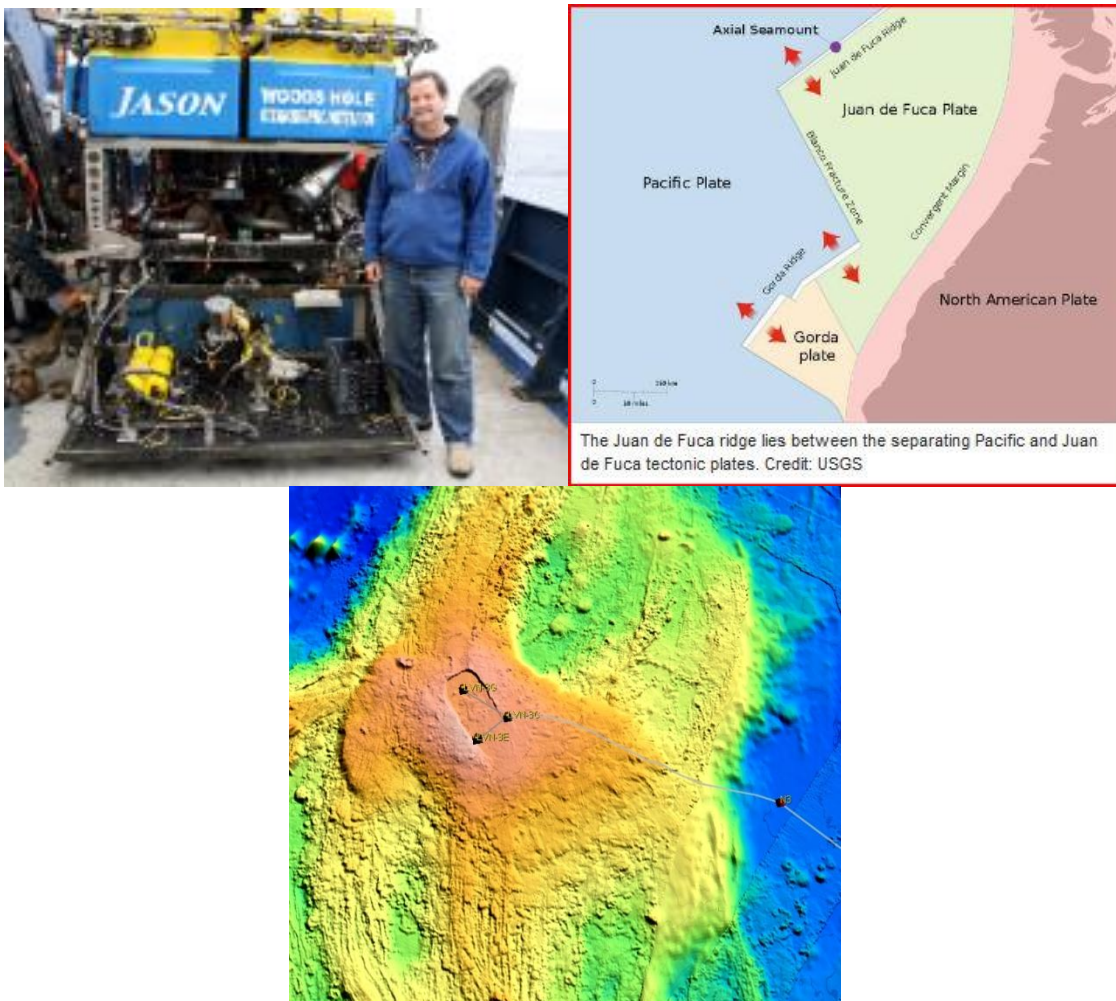 JASON
WOODS HOLE
Axial Seamount
Juan de Fuca Ridge
Juan de Fuca Plate
Pacific Plate
Blanco Fracture Zone
Convergent Margin
Gorda Ridge
North American Plate
Gorda
plate
The Juan de Fuca ridge lies between the separating Pacific and Juan
de Fuca tectonic plates. Credit: USGS